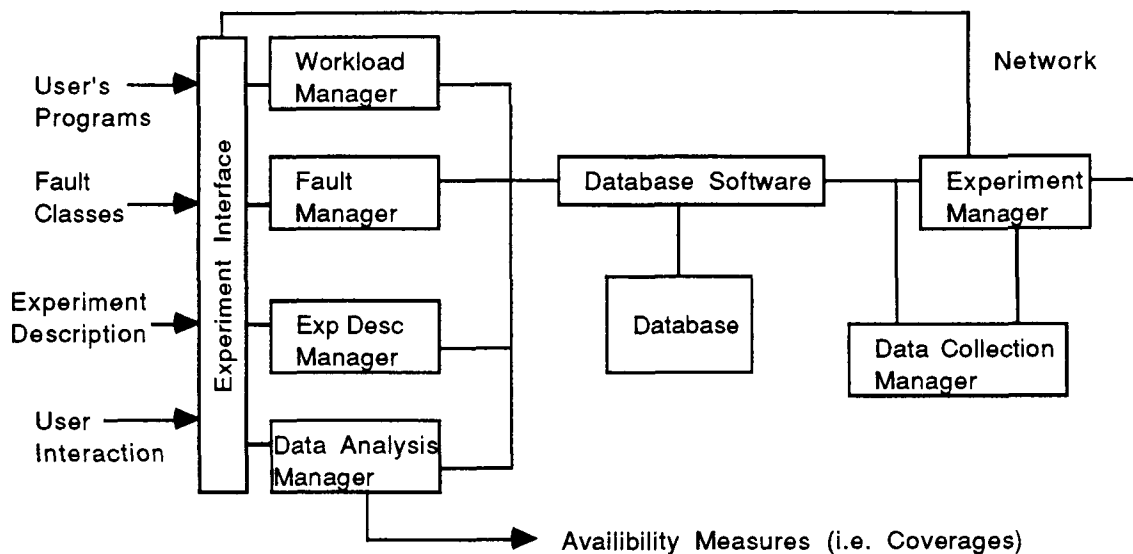 User's
Programs
Fault
Classes
Experiment
Description
User
Interaction
Experiment Interface
Workload
Manager
Fault
Manager
Exp Desc
Manager
Data Analysis
Manager
Database Software
Database
Network
Experiment
Manager
Data Collection
Manager
Availibility Measures (i.e. Coverages)